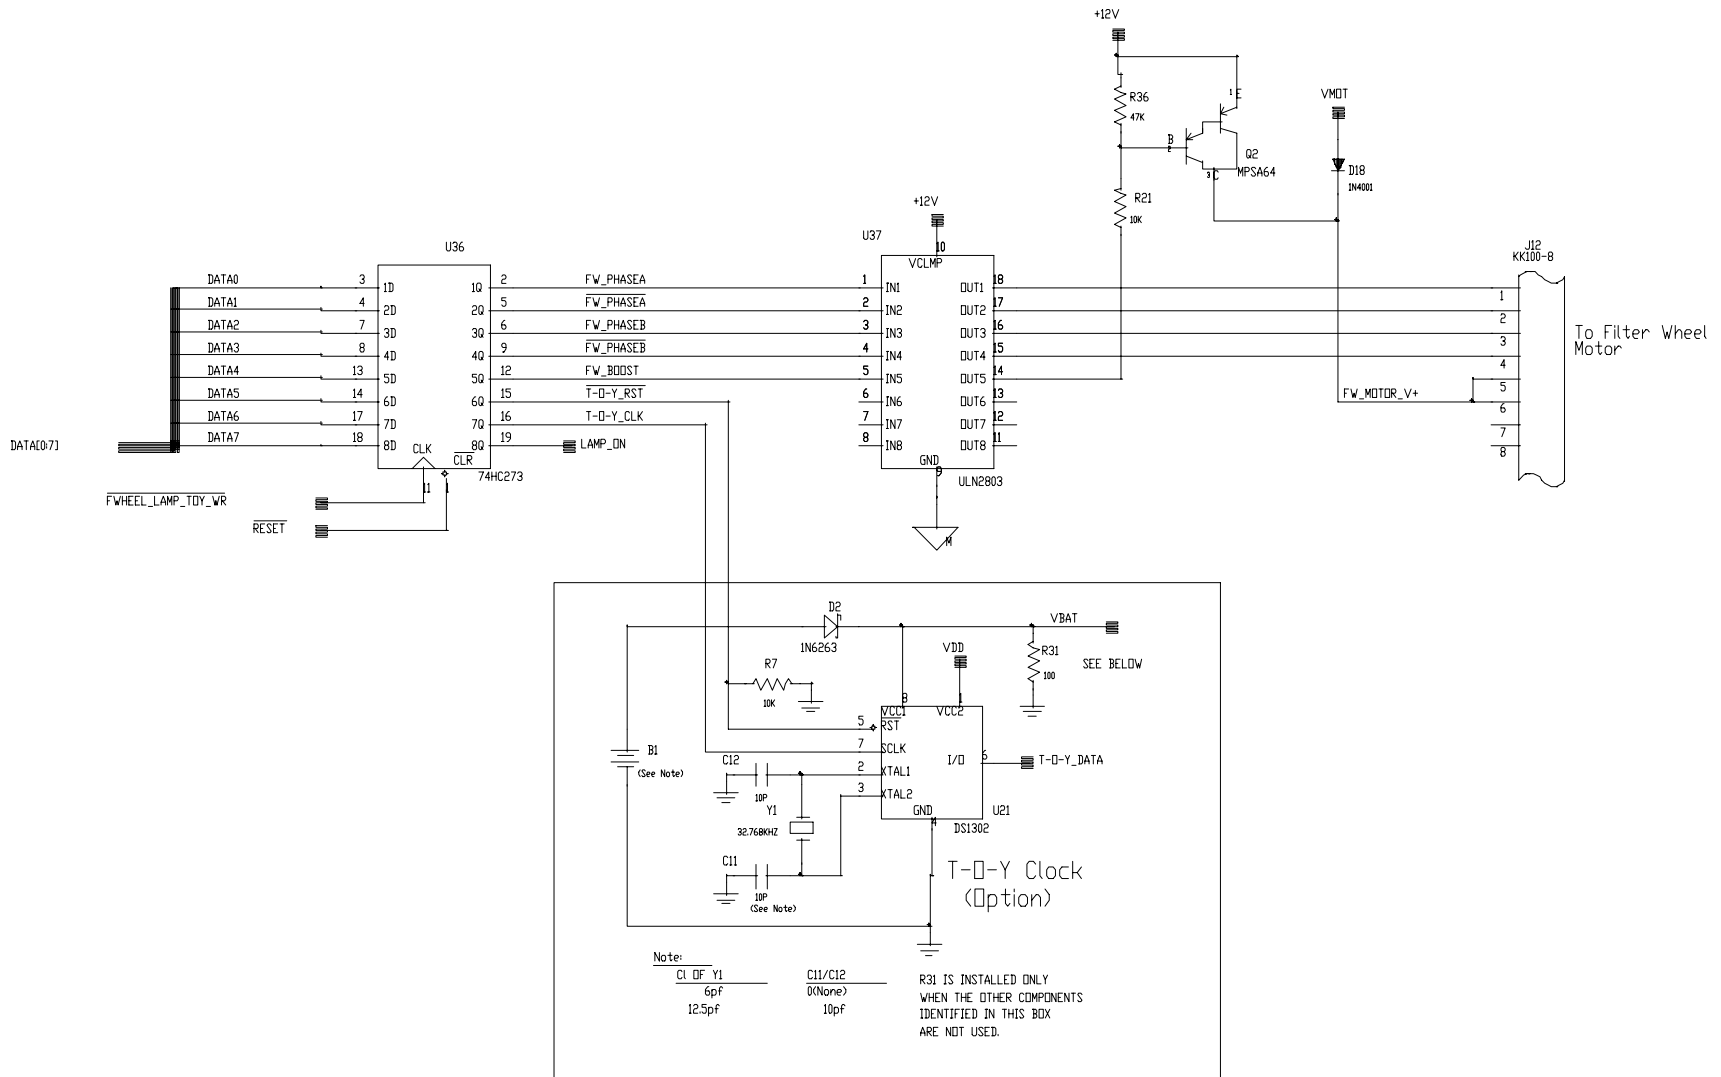 +12V
R36
47K
1 E
B
2
Q2
MPSA64
3 C
VMOT
D18
1N4001
R21
10K
+12V
U36
U37
10
VCLMP
J12
KK100-8
DATA0 3 1D 1Q 2 FW_PHASEA 1 IN1 OUT1 18 1
DATA1 4 2D 2Q 5 FW_PHASEA 2 IN2 OUT2 17 2
DATA2 7 3D 3Q 6 FW_PHASEB 3 IN3 OUT3 16 3
DATA3 8 4D 4Q 9 FW_PHASEB 4 IN4 OUT4 15 4
DATA4 13 5D 5Q 12 FW_BOOST 5 IN5 OUT5 14 5
DATA5 14 6D 6Q 15 T-O-Y_RST 6 IN6 OUT6 13 FW_MOTOR_V+ 6
DATA6 17 7D 7Q 16 T-O-Y_CLK 7 IN7 OUT7 12 7
DATA7 18 8D 8Q 19 LAMP_ON 8 IN8 OUT8 11 8
To Filter Wheel
Motor
DATA[0:7]
CLK
CLR
GND
9
74HC273
ULN2803
11
1
FWHEEL_LAMP_TOY_WR
RESET
M
D2
1N6263
VBAT
VDD
R31
100
SEE BELOW
R7
10K
8
1
VCC1 VCC2
5 RST
7 SCLK
2 XTAL1
3 XTAL2
I/O 6 T-O-Y_DATA
GND
4
U21
DS1302
B1
(See Note)
C12
10P
Y1
32.768KHZ
C11
10P
(See Note)
T-O-Y Clock
(Option)
Note:
Cl OF Y1 C11/C12
6pf 0(None)
12.5pf 10pf
R31 IS INSTALLED ONLY
WHEN THE OTHER COMPONENTS
IDENTIFIED IN THIS BOX
ARE NOT USED.